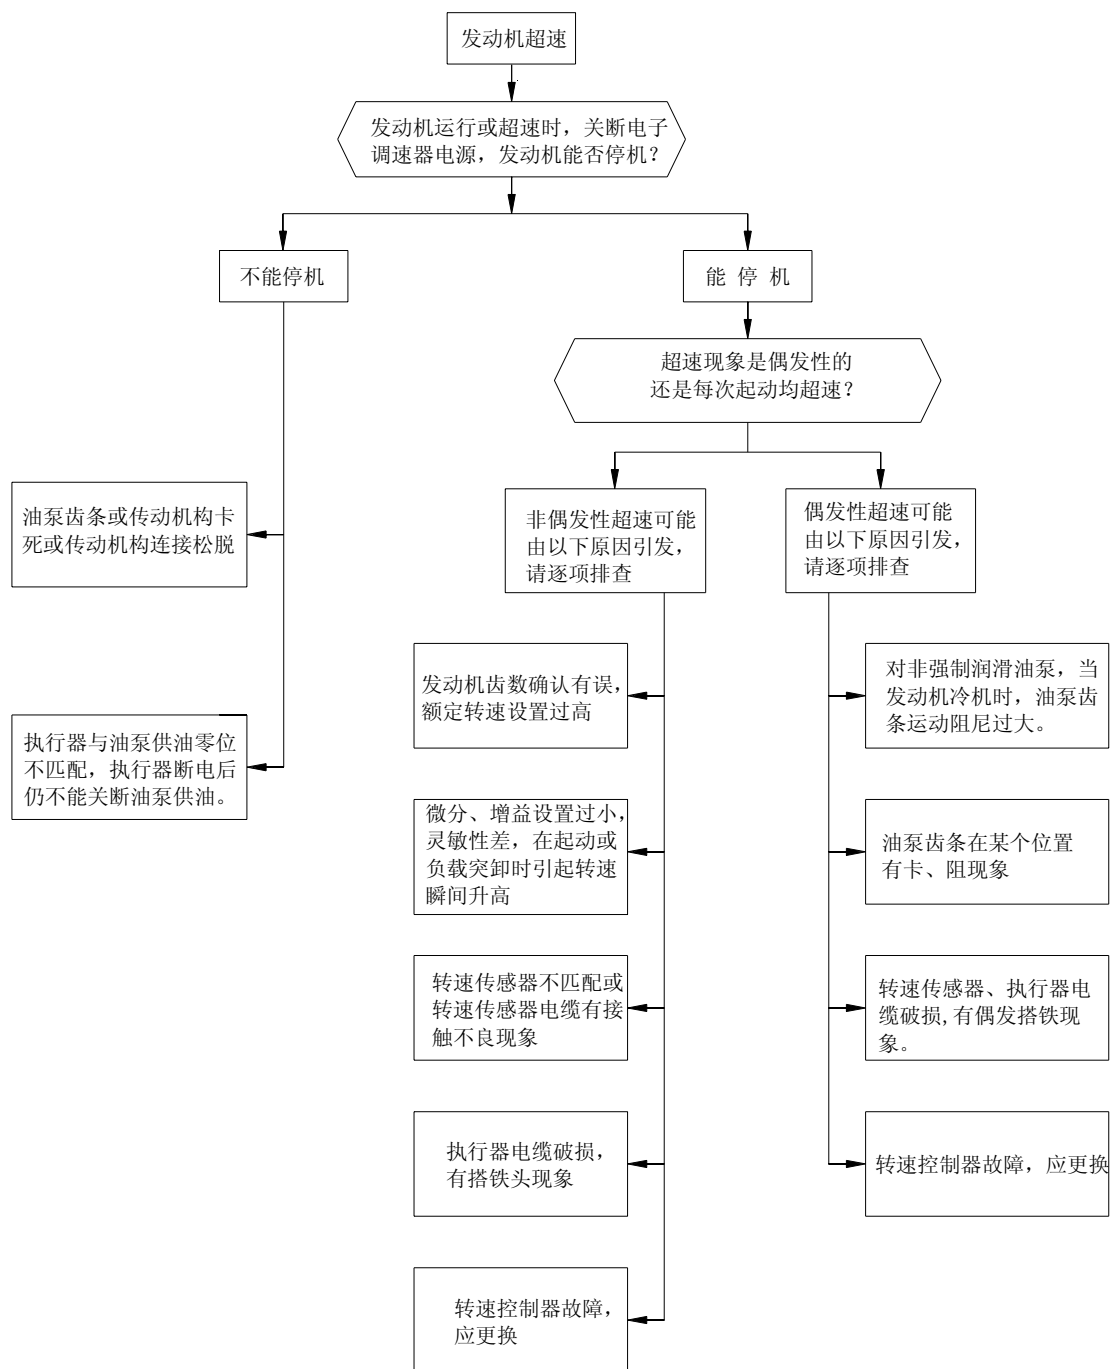 发动机超速
发动机运行或超速时，关断电子
调速器电源，发动机能否停机？
不能停机
能 停 机
超速现象是偶发性的
还是每次起动均超速？
油泵齿条或传动机构卡
死或传动机构连接松脱
执行器与油泵供油零位
不匹配，执行器断电后
仍不能关断油泵供油。
非偶发性超速可能
由以下原因引发，
请逐项排查
发动机齿数确认有误，
额定转速设置过高
微分、增益设置过小，
灵敏性差，在起动或
负载突卸时引起转速
瞬间升高
转速传感器不匹配或
转速传感器电缆有接
触不良现象
执行器电缆破损，
有搭铁头现象
转速控制器故障，
应更换
偶发性超速可能
由以下原因引发，
请逐项排查
对非强制润滑油泵，当
发动机冷机时，油泵齿
条运动阻尼过大。
油泵齿条在某个位置
有卡、阻现象
转速传感器、执行器电
缆破损,有偶发搭铁现
象。
转速控制器故障，应更换